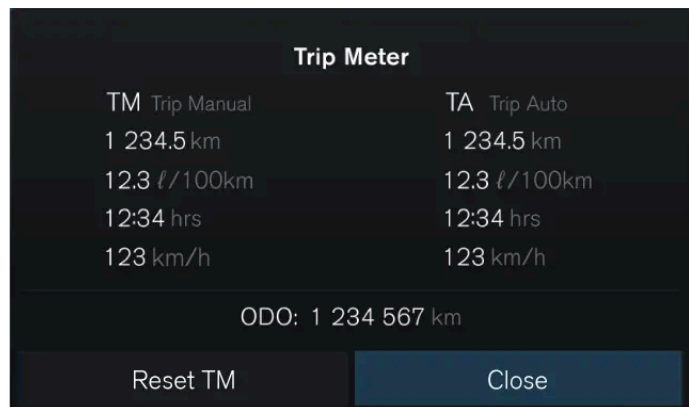 Trip Meter
TM Trip Manual
1 234.5 km
12.3 ℓ/100km
12:34 hrs
123 km/h
TA Trip Auto
1 234.5 km
12.3 ℓ/100km
12:34 hrs
123 km/h
ODO: 1 234 567 km
Reset TM
Close